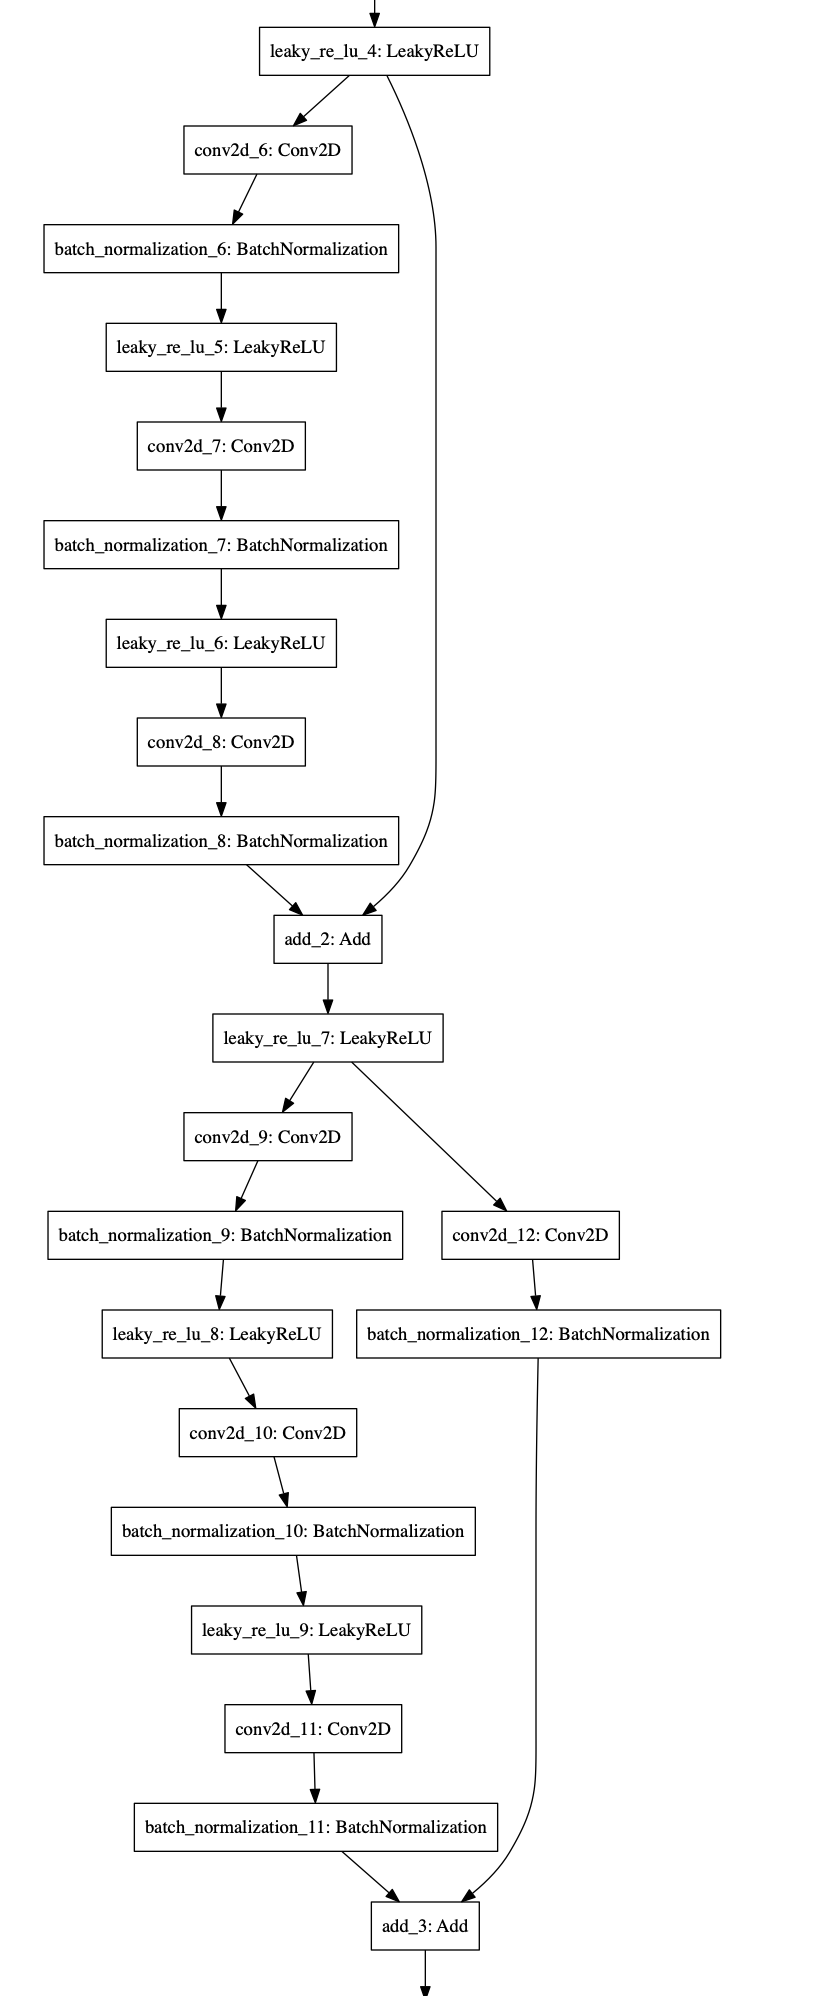 leaky_re_lu_4: LeakyReLU
conv2d_6: Conv2D
batch_normalization_6: BatchNormalization
leaky_re_lu_5: LeakyReLU
conv2d_7: Conv2D
batch_normalization_7: BatchNormalization
leaky_re_lu_6: LeakyReLU
conv2d_8: Conv2D
batch_normalization_8: BatchNormalization
add_2: Add
leaky_re_lu_7: LeakyReLU
conv2d_9: Conv2D
batch_normalization_9: BatchNormalization
conv2d_12: Conv2D
leaky_re_lu_8: LeakyReLU
batch_normalization_12: BatchNormalization
conv2d_10: Conv2D
batch_normalization_10: BatchNormalization
leaky_re_lu_9: LeakyReLU
conv2d_11: Conv2D
batch_normalization_11: BatchNormalization
add_3: Add